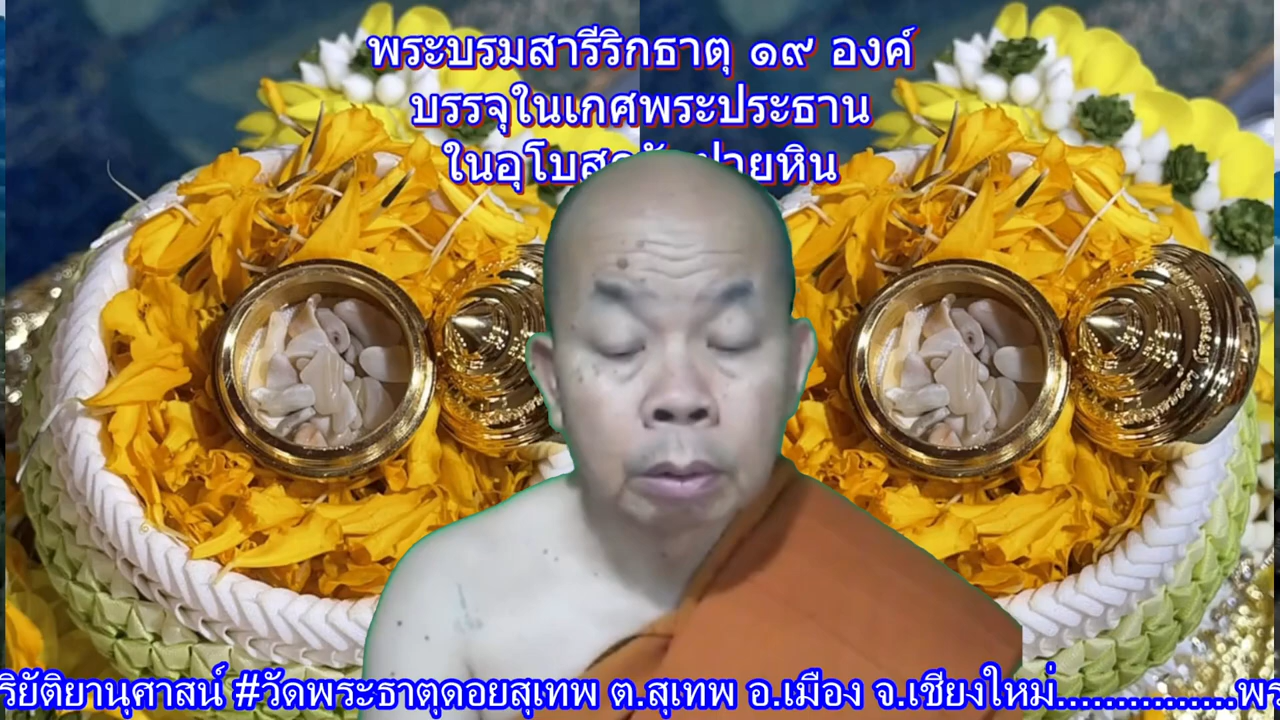 พระบรมสารีริกธาตุ ๑๙ องค์
บรรจุในเกศพระประธาน
ในอุโบส
ริยัติยานุศาสน์ #วัดพระธาตุดอยสุเทพ ต.สุเทพ อ.เมือง จ.เชียงใหม่...............พร